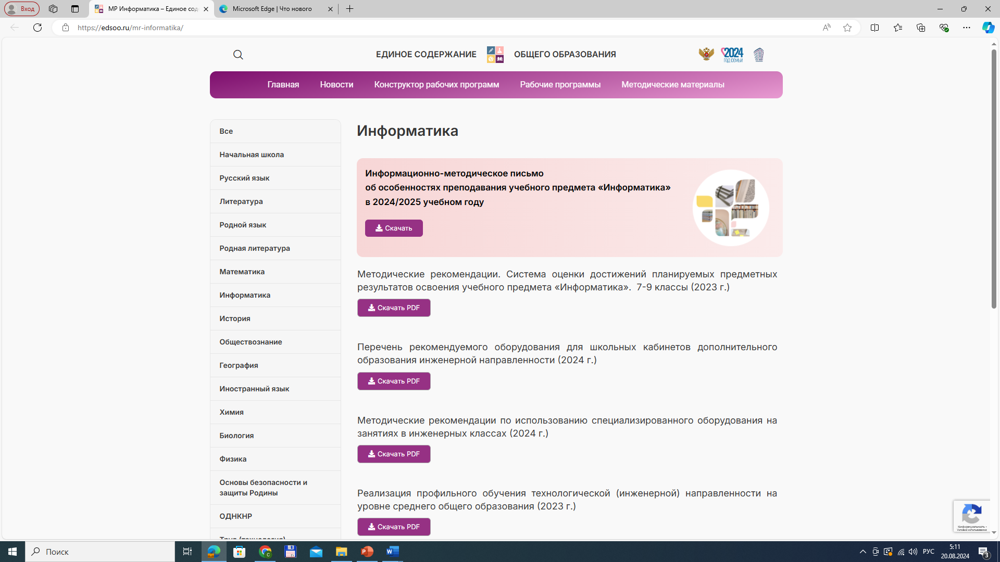 Вход
МР Информатика – Единое сод
Microsoft Edge | Что нового
https://edsoo.ru/mr-informatika/
ЕДИНОЕ СОДЕРЖАНИЕ
ОБЩЕГО ОБРАЗОВАНИЯ
2024
ГОД СЕМЬИ
Главная
Новости
Конструктор рабочих программ
Рабочие программы
Методические материалы
Все
Начальная школа
Русский язык
Литература
Родной язык
Родная литература
Математика
Информатика
История
Обществознание
География
Иностранный язык
Химия
Биология
Физика
Основы безопасности и
защиты Родины
ОДНКНР
Труд (технология)
Информатика
Информационно-методическое письмо
об особенностях преподавания учебного предмета «Информатика»
в 2024/2025 учебном году
Скачать
Методические рекомендации. Система оценки достижений планируемых предметных
результатов освоения учебного предмета «Информатика». 7-9 классы (2023 г.)
Скачать PDF
Перечень рекомендуемого оборудования для школьных кабинетов дополнительного
образования инженерной направленности (2024 г.)
Скачать PDF
Методические рекомендации по использованию специализированного оборудования на
занятиях в инженерных классах (2024 г.)
Скачать PDF
Реализация профильного обучения технологической (инженерной) направленности на
уровне среднего общего образования (2023 г.)
Скачать PDF
Конфиденциальность -
Условия использования
Поиск
РУС
5:11
20.08.2024
3